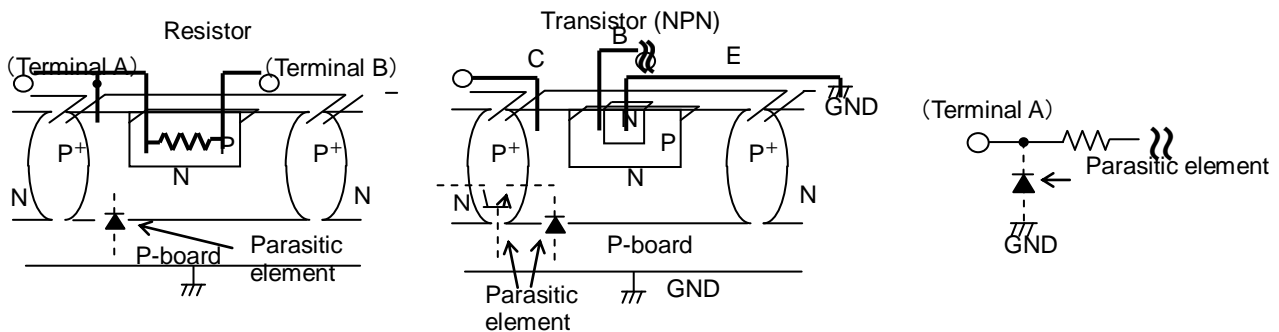 Resistor
(Terminal A)
(Terminal B)
P+
P
P+
N
N
N
P-board
Parasitic
element
Transistor (NPN)
B
C
E
GND
N
P+
P
P+
N
N
N
P-board
GND
Parasitic
element
(Terminal A)
Parasitic element
GND